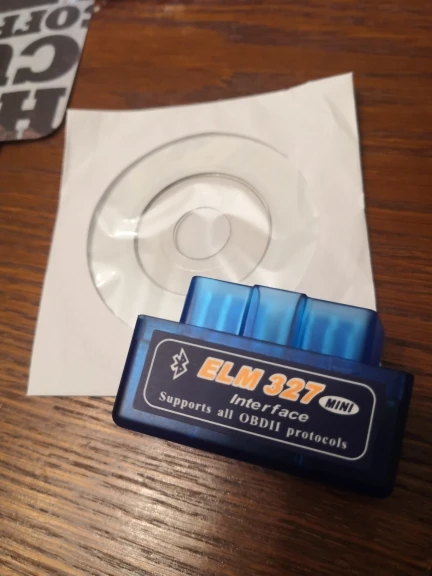 ELM 327
Interface MINI
Supports all OBDII protocols